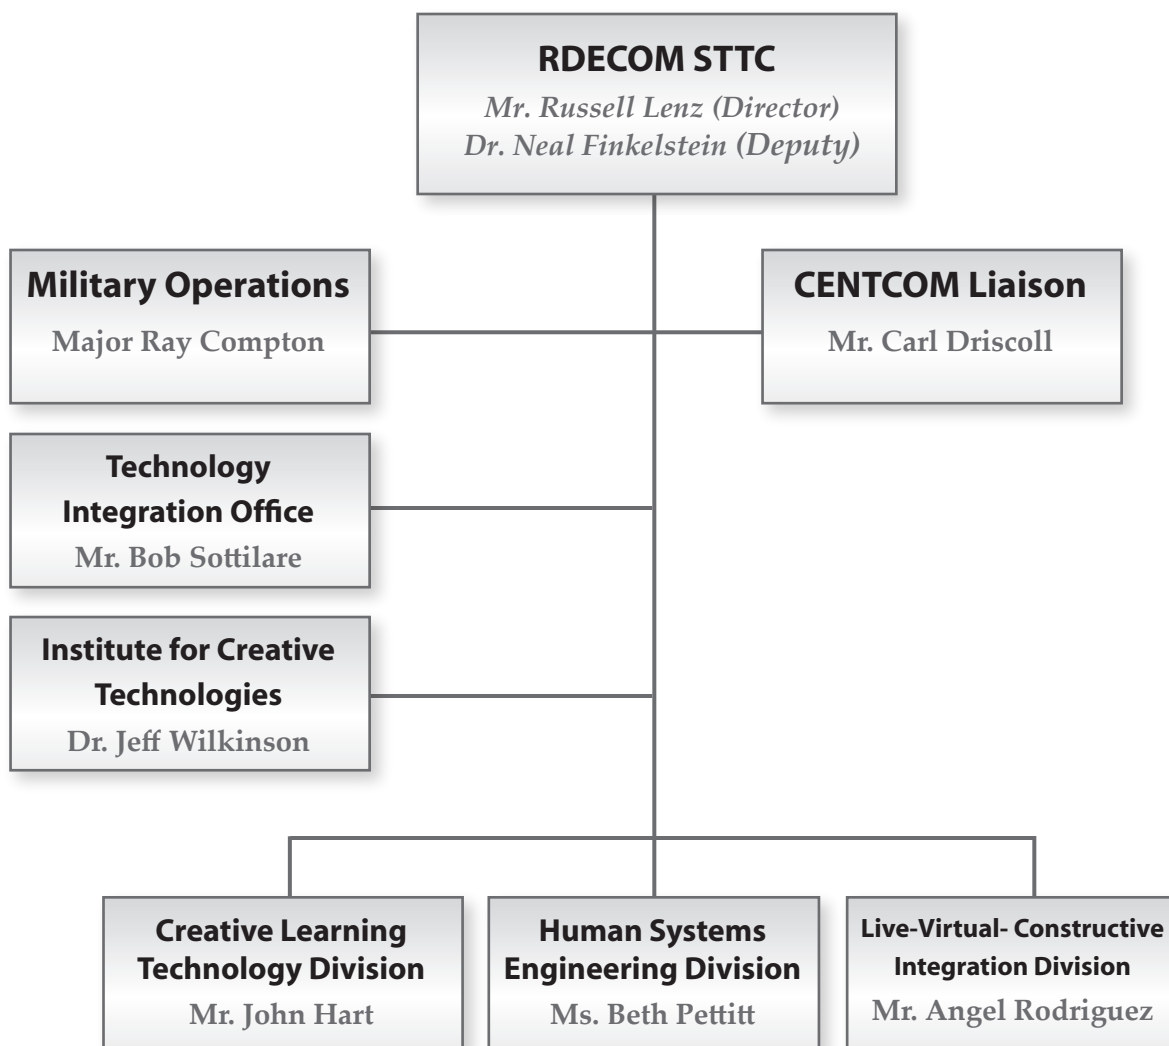 RDECOM STTC
Mr. Russell Lenz (Director)
Dr. Neal Finkelstein (Deputy)
Military Operations
Major Ray Compton
CENTCOM Liaison
Mr. Carl Driscoll
Technology
Integration Office
Mr. Bob Sottilare
Institute for Creative
Technologies
Dr. Jeff Wilkinson
Creative Learning
Technology Division
Mr. John Hart
Human Systems
Engineering Division
Ms. Beth Pettitt
Live-Virtual- Constructive
Integration Division
Mr. Angel Rodriguez